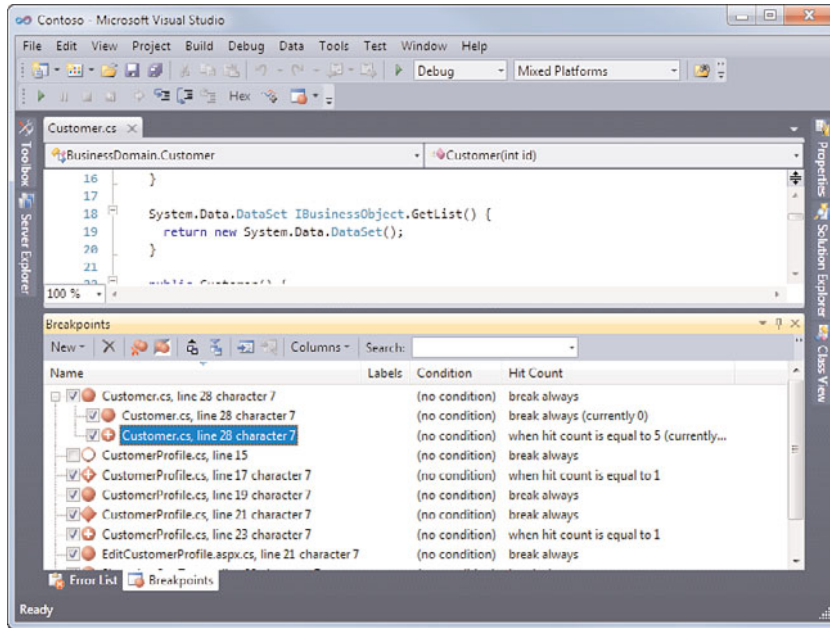 Contoso - Microsoft Visual Studio
File Edit View Project Build Debug Data Tools Test Window Help
Debug Mixed Platforms
Hex
Customer.cs
BusinessDomain.Customer Customer(int id)
16 }
17
18 System.Data.DataSet IBusinessObject.GetList() {
19 return new System.Data.DataSet();
20 }
21
100 %
Toolbox
Server Explorer
Properties
Solution Explorer
Class View
Breakpoints
New Columns Search:
Name Labels Condition Hit Count
Customer.cs, line 28 character 7 (no condition) break always
Customer.cs, line 28 character 7 (no condition) break always (currently 0)
Customer.cs, line 28 character 7 (no condition) when hit count is equal to 5 (currently...
CustomerProfile.cs, line 15 (no condition) break always
CustomerProfile.cs, line 17 character 7 (no condition) when hit count is equal to 1
CustomerProfile.cs, line 19 character 7 (no condition) break always
CustomerProfile.cs, line 21 character 7 (no condition) break always
CustomerProfile.cs, line 23 character 7 (no condition) when hit count is equal to 1
EditCustomerProfile.aspx.cs, line 21 character 7 (no condition) break always
Error List Breakpoints
Ready